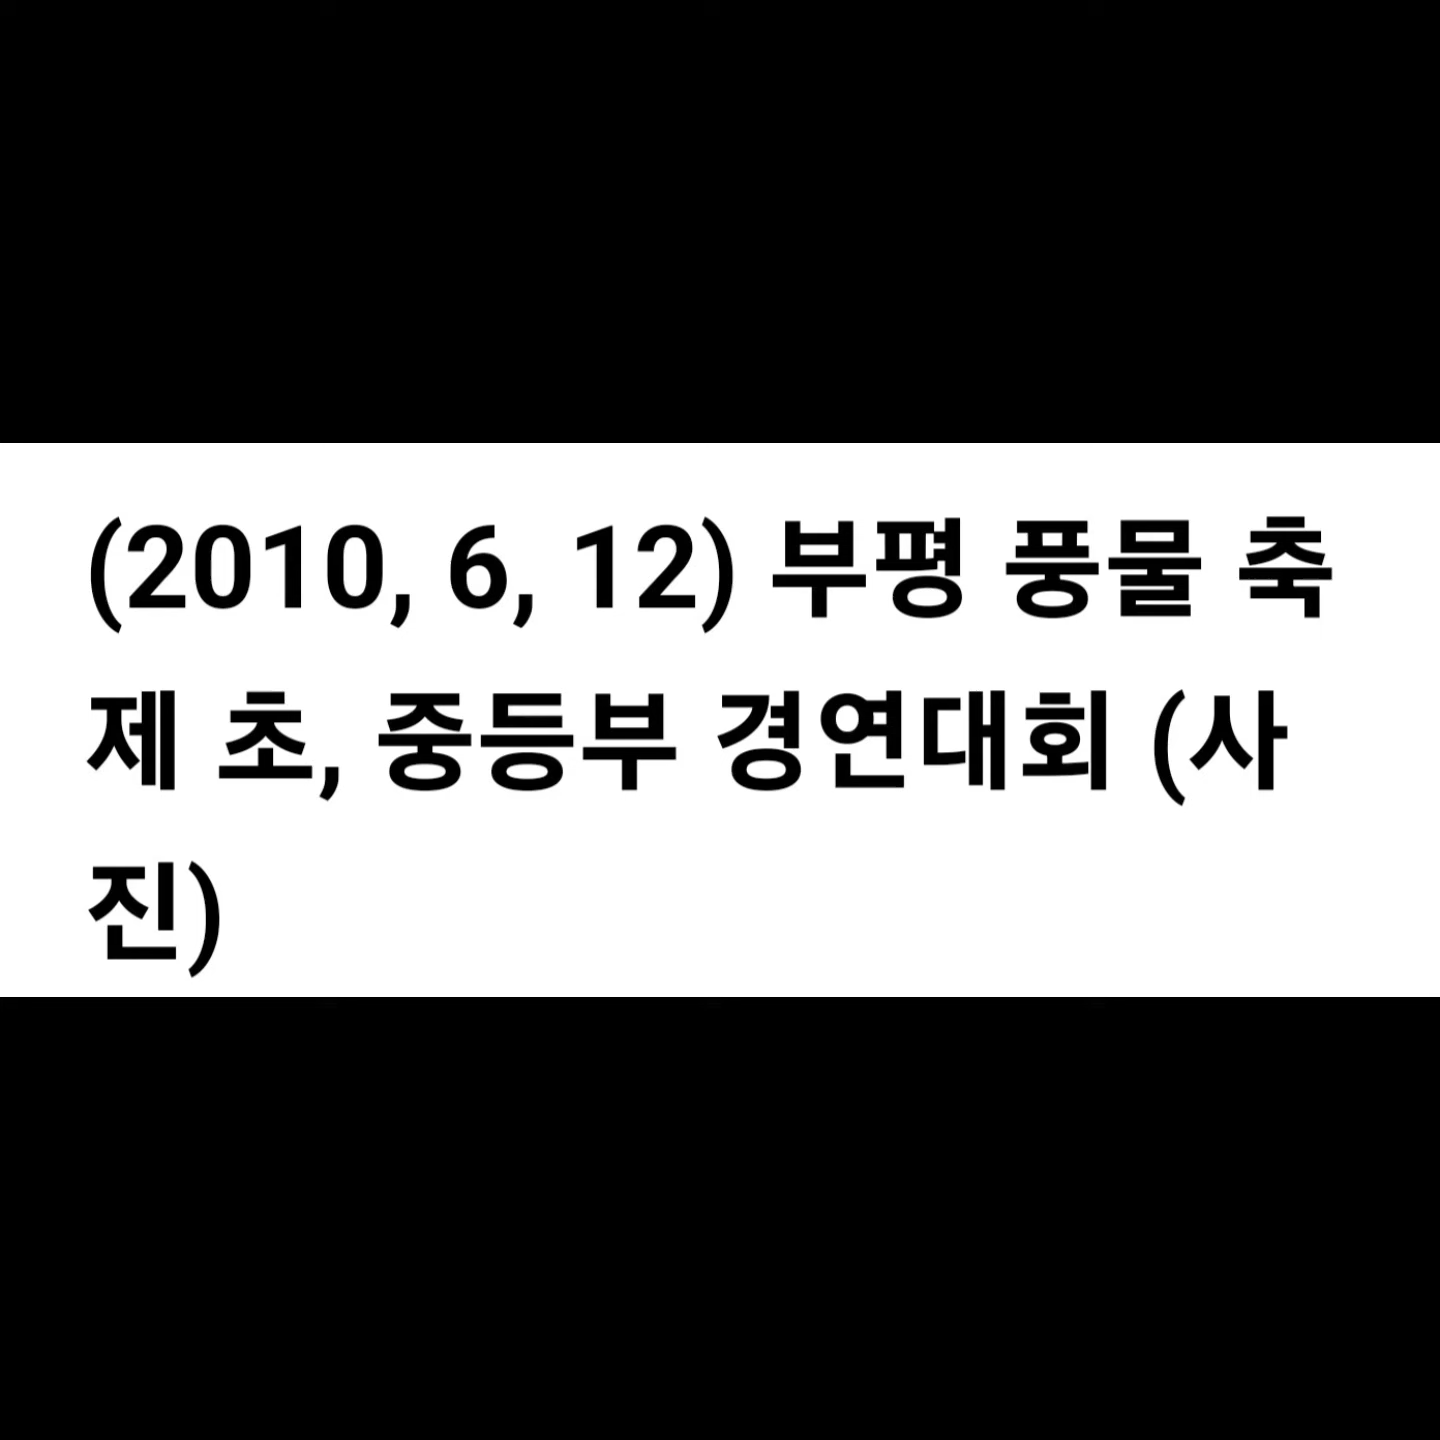 (2010, 6, 12) 부평 풍물 축
제 초, 중등부 경연대회 (사
진)